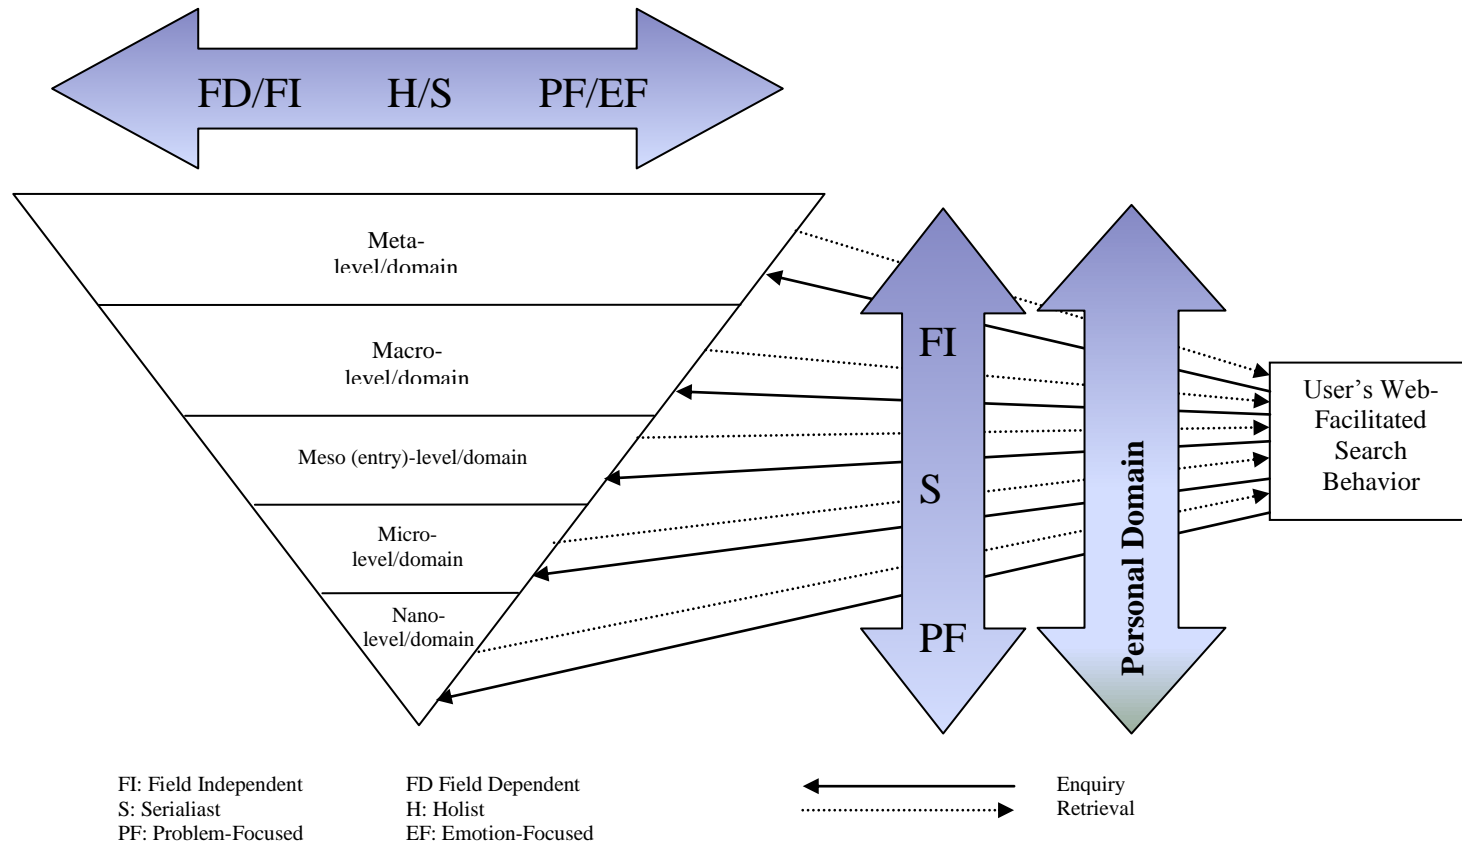 FD/FI H/S PF/EF
Meta-
level/domain
Macro-
level/domain
Meso (entry)-level/domain
Micro-
level/domain
Nano-
level/domain
FI
S
PF
Personal Domain
User’s Web-
Facilitated
Search
Behavior
FI: Field Independent
S: Serialiast
PF: Problem-Focused
FD Field Dependent
H: Holist
EF: Emotion-Focused
Enquiry
Retrieval